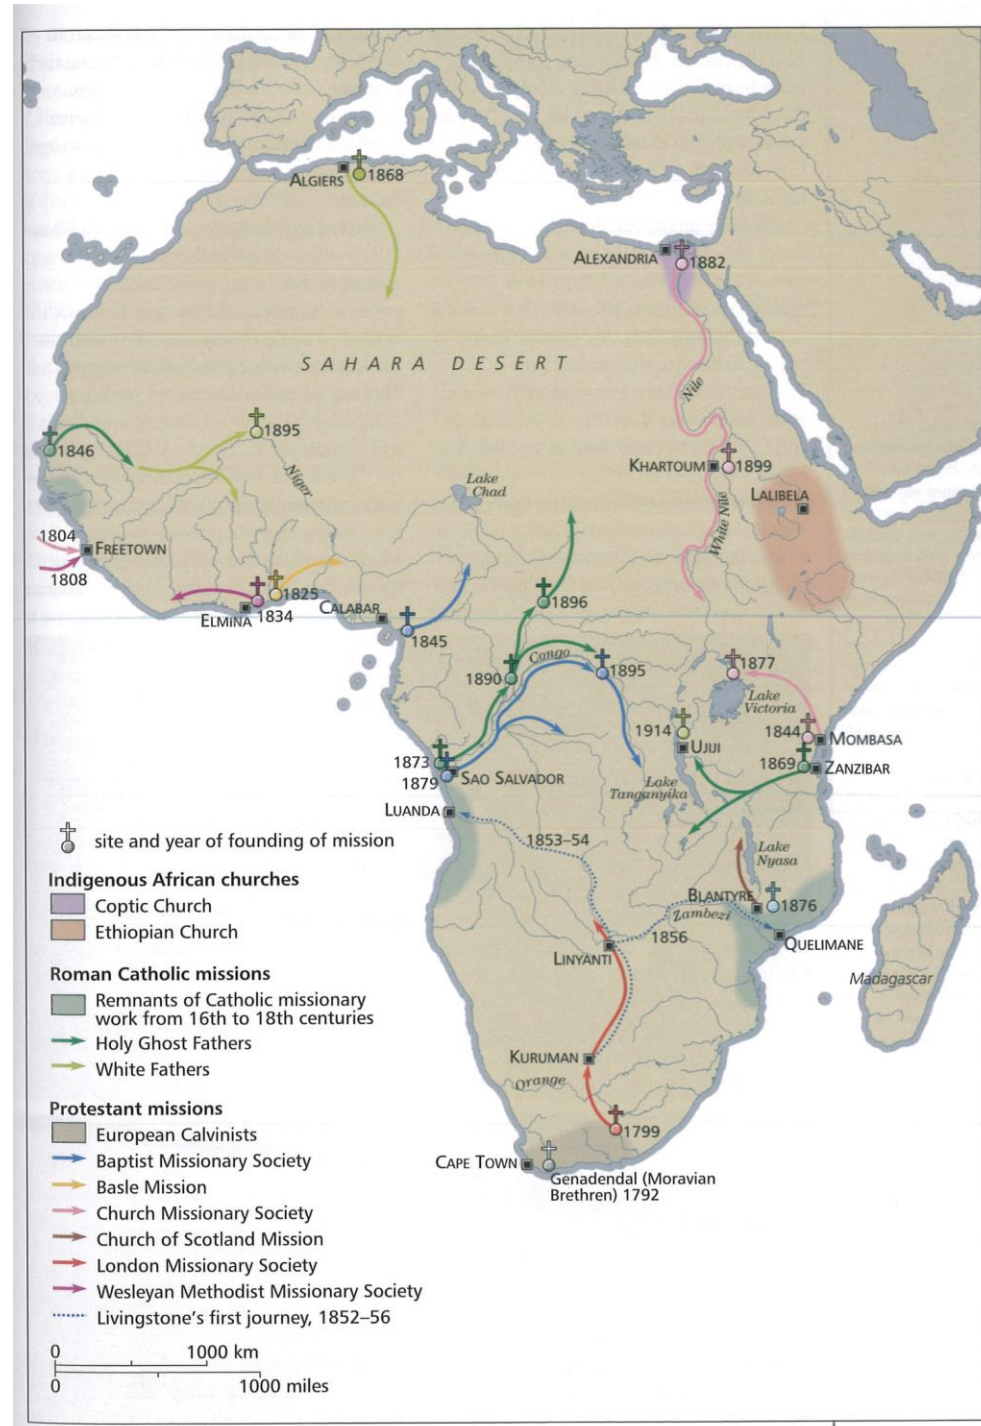 ALGIERS
1868
ALEXANDRIA
1882
SAHARA DESERT
Nile
1895
1846
Niger
KHARTOUM
1899
Lake
Chad
LALIBELA
White Nile
1804
FREETOWN
1808
1825
ELMINA
1834
CALABAR
1845
1896
Congo
1890
1895
1877
Lake
Victoria
1914
UJIJI
1844
MOMBASA
1869
ZANZIBAR
1873
1879
SAO SALVADOR
Lake
Tanganyika
LUANDA
1853–54
Lake
Nyasa
BLANTYRE
1876
Zambezi
1856
QUELIMANE
LINYANTI
Madagascar
KURUMAN
Orange
1799
CAPE TOWN
Genadendal (Moravian
Brethren) 1792
site and year of founding of mission
Indigenous African churches
Coptic Church
Ethiopian Church
Roman Catholic missions
Remnants of Catholic missionary
work from 16th to 18th centuries
Holy Ghost Fathers
White Fathers
Protestant missions
European Calvinists
Baptist Missionary Society
Basle Mission
Church Missionary Society
Church of Scotland Mission
London Missionary Society
Wesleyan Methodist Missionary Society
Livingstone's first journey, 1852–56
0 1000 km
0 1000 miles